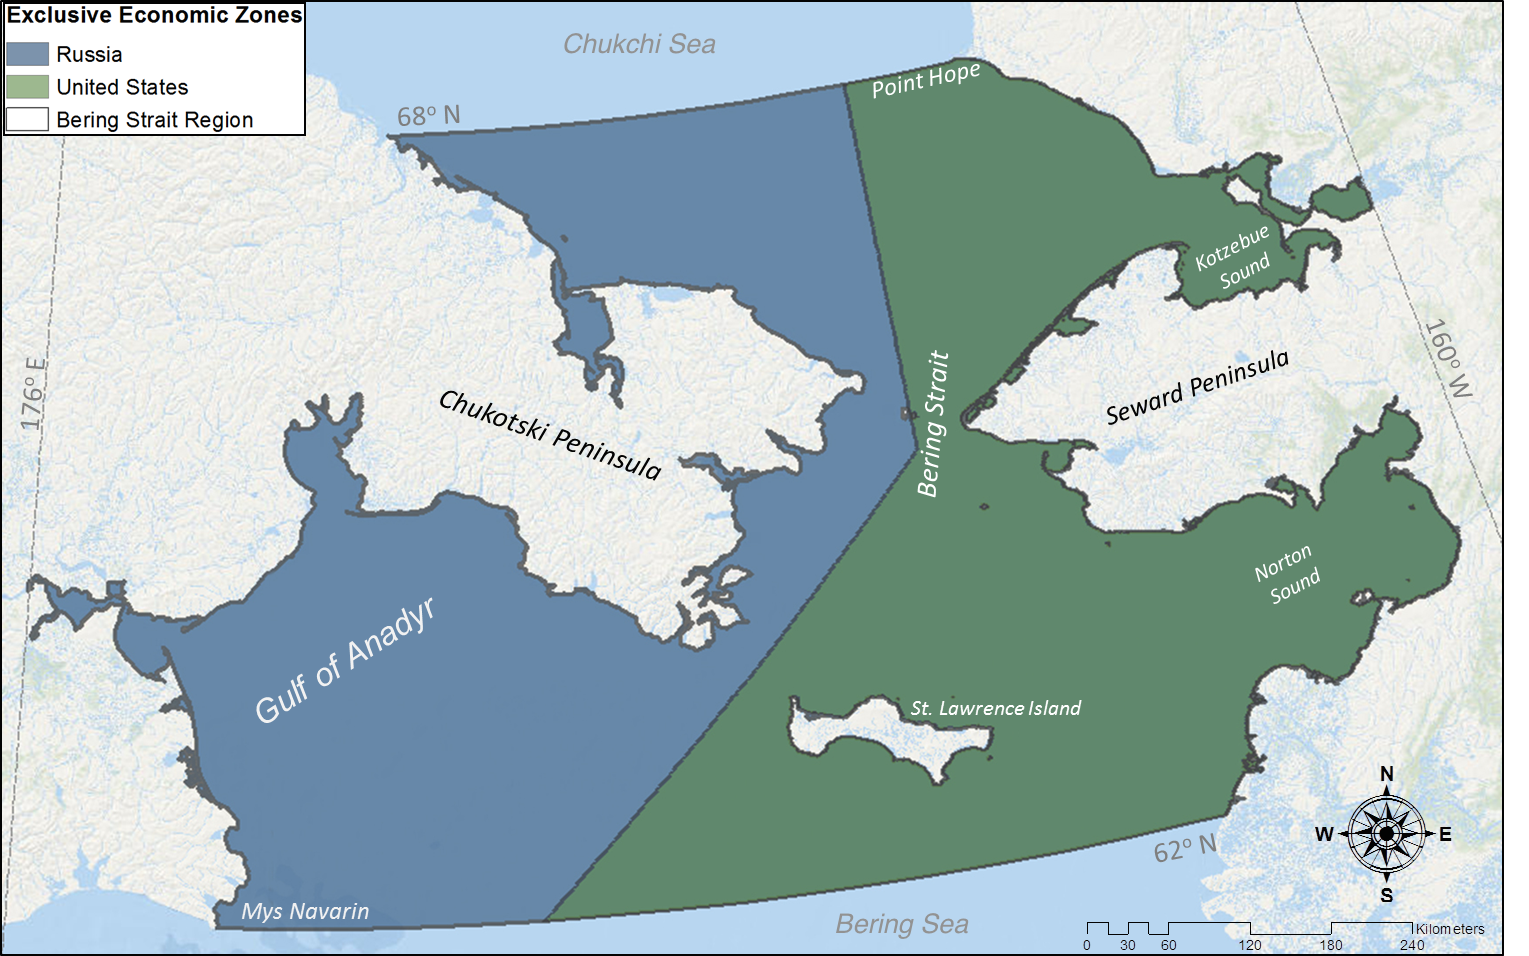 Exclusive Economic Zones
Russia
United States
Bering Strait Region
Chukchi Sea
68° N
Point Hope
Kotzebue
Sound
176° E
160° W
Bering Strait
Seward Peninsula
Chukotski Peninsula
Norton
Sound
Gulf of Anadyr
St. Lawrence Island
62° N
Mys Navarin
Bering Sea
N
W
E
S
Kilometers
0 30 60 120 180 240